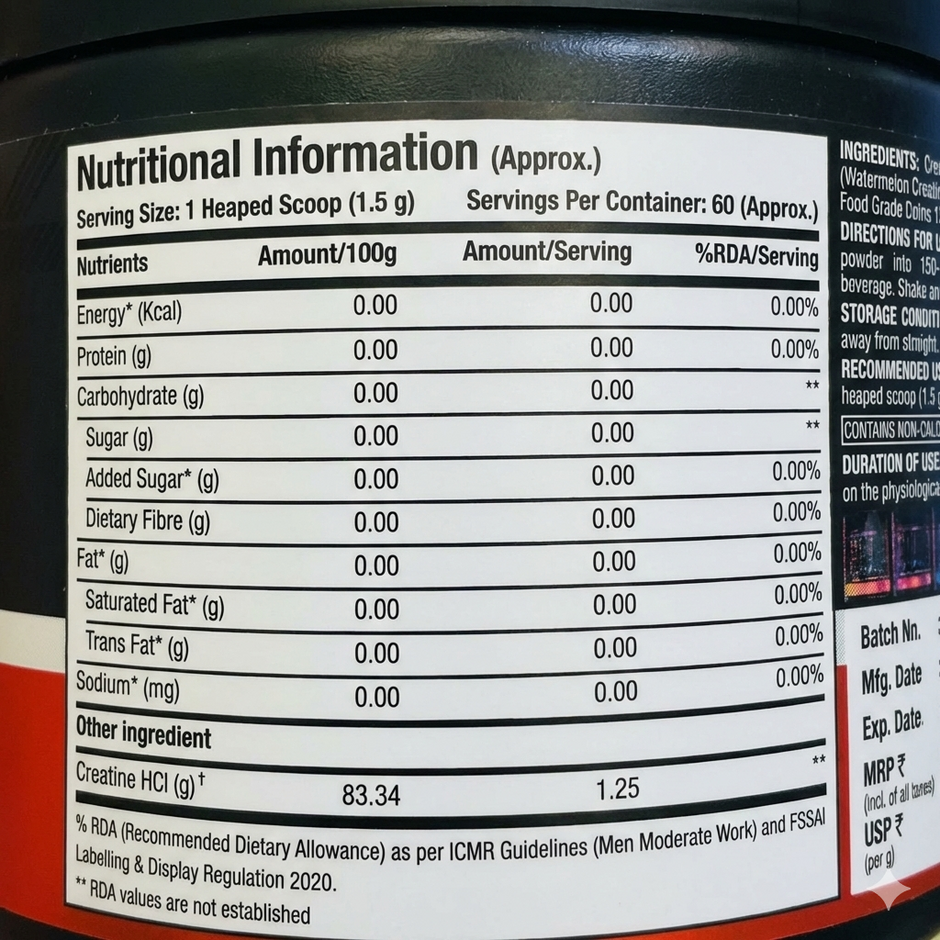 Nutritional Information (Approx.)
Serving Size: 1 Heaped Scoop (1.5 g) Servings Per Container: 60 (Approx.)
Nutrients Amount/100g Amount/Serving %RDA/Serving
Energy* (Kcal) 0.00 0.00 0.00%
Protein (g) 0.00 0.00 0.00%
Carbohydrate (g) 0.00 0.00 **
Sugar (g) 0.00 0.00 **
Added Sugar* (g) 0.00 0.00 0.00%
Dietary Fibre (g) 0.00 0.00 0.00%
Fat* (g) 0.00 0.00 0.00%
Saturated Fat* (g) 0.00 0.00 0.00%
Trans Fat* (g) 0.00 0.00 0.00%
Sodium* (mg) 0.00 0.00 0.00%
Other ingredient
Creatine HCl (g)† 83.34 1.25 **
% RDA (Recommended Dietary Allowance) as per ICMR Guidelines (Men Moderate Work) and FSSAI
Labelling & Display Regulation 2020.
** RDA values are not established
INGREDIENTS:
(Watermelon
Food Grade Doins
DIRECTIONS FOR
powder into 150-
beverage. Shake
STORAGE
away from
RECOMMENDED
heaped scoop (1.5
CONTAINS
DURATION OF USE
on the
Batch Nn.
Mfg. Date
Exp. Date.
MRP ₹
(incl. of all
USP ₹
(per g)